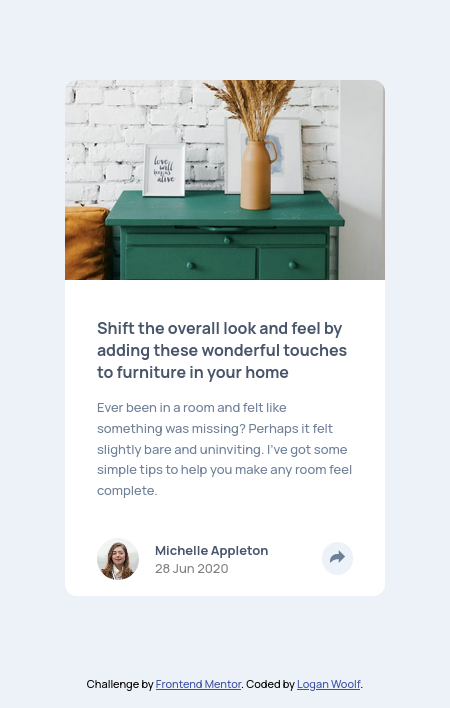 love
will
begins
alive
Shift the overall look and feel by
adding these wonderful touches
to furniture in your home
Ever been in a room and felt like
something was missing? Perhaps it felt
slightly bare and uninviting. I've got some
simple tips to help you make any room feel
complete.
Michelle Appleton
28 Jun 2020
Challenge by Frontend Mentor. Coded by Logan Woolf.